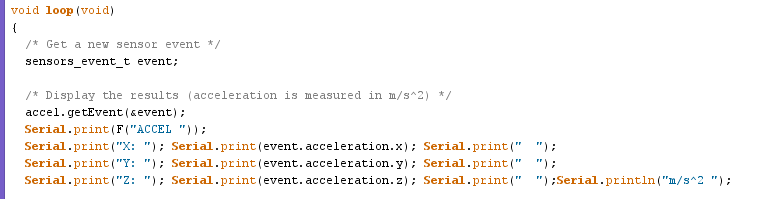 void loop(void)
{
  /* Get a new sensor event */
  sensors_event_t event;

  /* Display the results (acceleration is measured in m/s^2) */
  accel.getEvent(&event);
  Serial.print(F("ACCEL "));
  Serial.print("X: "); Serial.print(event.acceleration.x); Serial.print("  ");
  Serial.print("Y: "); Serial.print(event.acceleration.y); Serial.print("  ");
  Serial.print("Z: "); Serial.print(event.acceleration.z); Serial.print("  ");Serial.println("m/s^2 ");